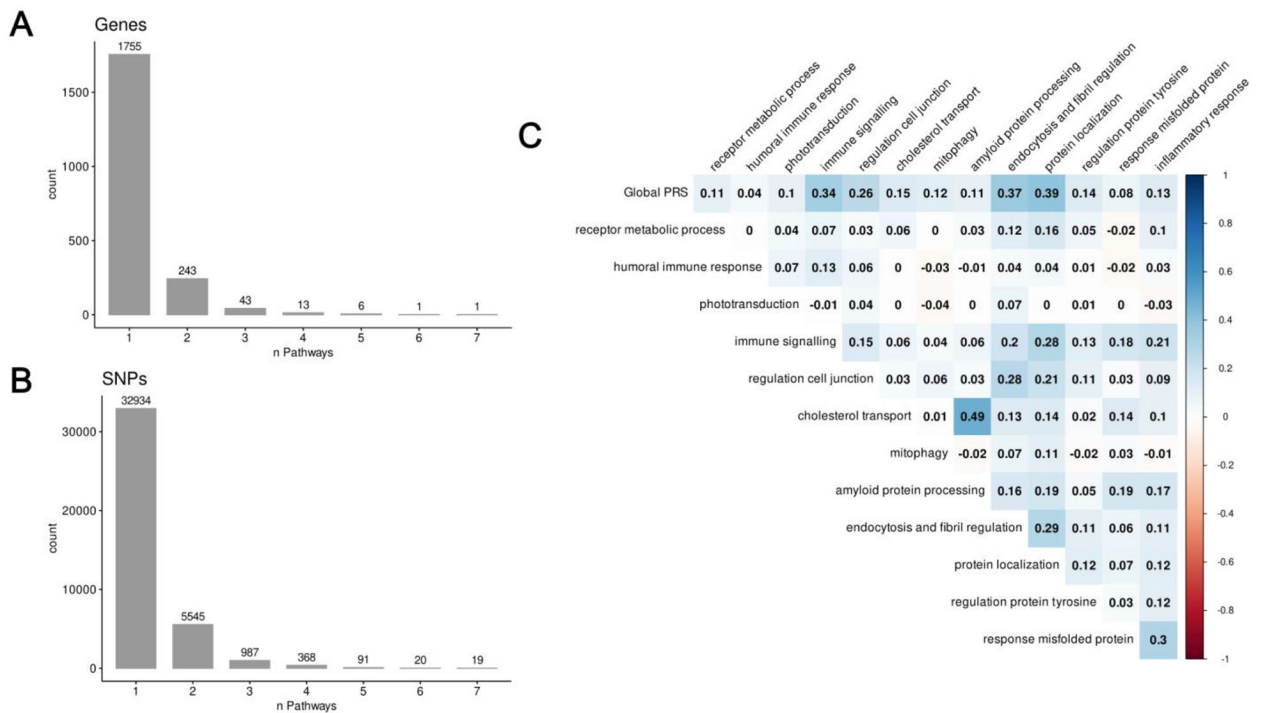 A
Genes
1755
243
43
13
6
1
1
1500
1000
500
0
count
1 2 3 4 5 6 7
n Pathways
B
SNPs
32934
5545
987
368
91
20
19
30000
20000
10000
0
count
1 2 3 4 5 6 7
n Pathways
C
receptor metabolic process
humoral immune response
phototransduction
immune signalling
regulation cell junction
cholesterol transport
mitophagy
amyloid protein processing
endocytosis and fibril regulation
protein localization
regulation protein tyrosine
response misfolded protein
inflammatory response
Global PRS 0.11 0.04 0.1 0.34 0.26 0.15 0.12 0.11 0.37 0.39 0.14 0.08 0.13
receptor metabolic process 0 0.04 0.07 0.03 0.06 0 0.03 0.12 0.16 0.05 -0.02 0.1
humoral immune response 0.07 0.13 0.06 0 -0.03 -0.01 0.04 0.04 0.01 -0.02 0.03
phototransduction -0.01 0.04 0 -0.04 0 0.07 0 0.01 0 -0.03
immune signalling 0.15 0.06 0.04 0.06 0.2 0.28 0.13 0.18 0.21
regulation cell junction 0.03 0.06 0.03 0.28 0.21 0.11 0.03 0.09
cholesterol transport 0.01 0.49 0.13 0.14 0.02 0.14 0.1
mitophagy -0.02 0.07 0.11 -0.02 0.03 -0.01
amyloid protein processing 0.16 0.19 0.05 0.19 0.17
endocytosis and fibril regulation 0.29 0.11 0.06 0.11
protein localization 0.12 0.07 0.12
regulation protein tyrosine 0.03 0.12
response misfolded protein 0.3
1
0.8
0.6
0.4
0.2
0
-0.2
-0.4
-0.6
-0.8
-1